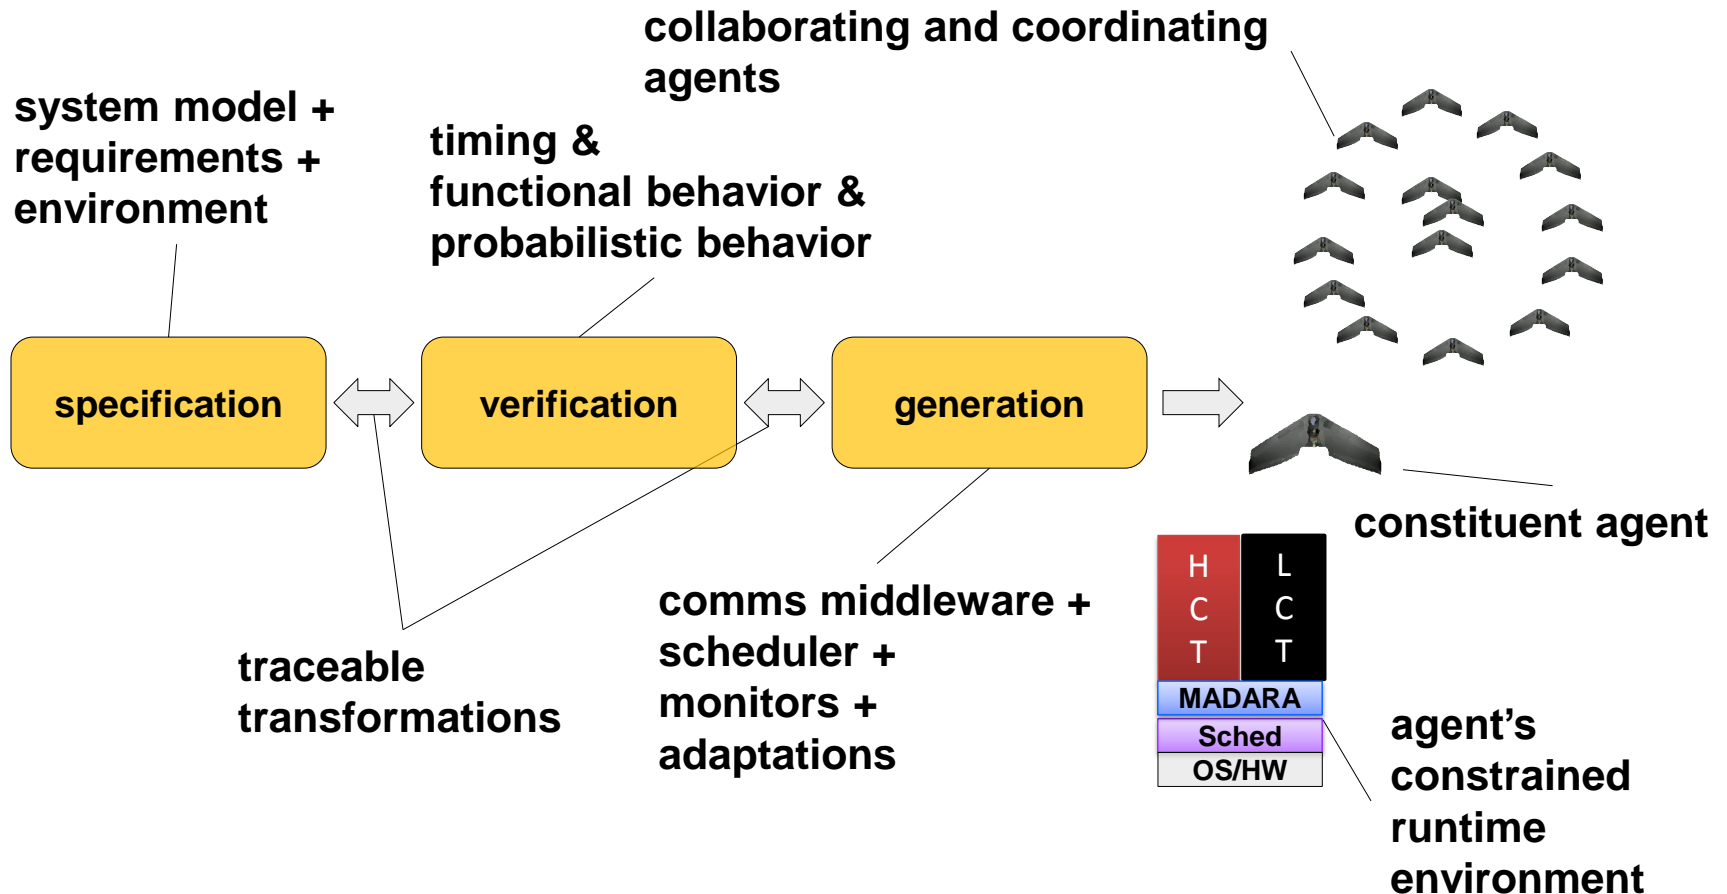 collaborating and coordinating
agents
system model +
requirements +
environment
timing &
functional behavior &
probabilistic behavior
specification
verification
generation
constituent agent
traceable
transformations
comms middleware +
scheduler +
monitors +
adaptations
H
C
T
L
C
T
MADARA
Sched
OS/HW
agent’s
constrained
runtime
environment